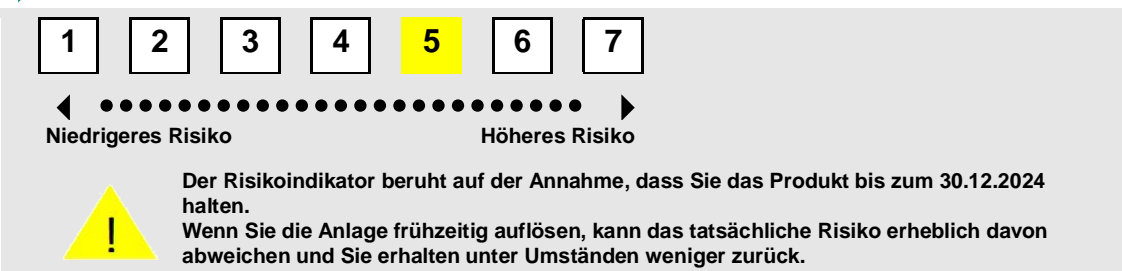 1 2 3 4 5 6 7
Niedrigeres Risiko Höheres Risiko
Der Risikoindikator beruht auf der Annahme, dass Sie das Produkt bis zum 30.12.2024
halten.
Wenn Sie die Anlage frühzeitig auflösen, kann das tatsächliche Risiko erheblich davon
abweichen und Sie erhalten unter Umständen weniger zurück.
!